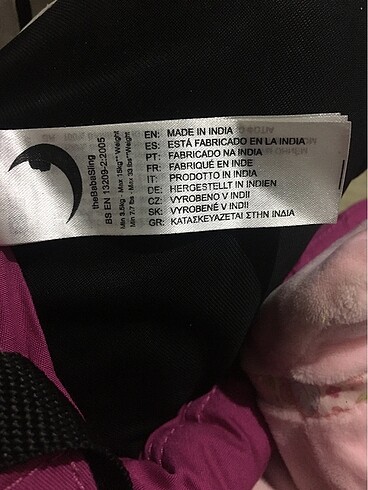 theBabaSling
BS EN 13209-2:2005
Min 3.5kg - Max 15kg** Weight
Min 7.7 lbs - Max 33 lbs**Weight
EN: MADE IN INDIA
ES: ESTÁ FABRICADO EN LA INDIA
PT: FABRICADO NA INDIA
FR: FABRIQUÉ EN INDE
IT: PRODOTTO IN INDIA
DE: HERGESTELLT IN INDIEN
CZ: VYROBENO V INDII
SK: VYROBENÉ V INDII
GR: ΚΑΤΑΣΚΕΥΑΖΕΤΑΙ ΣΤΗΝ ΙΝΔΙΑ